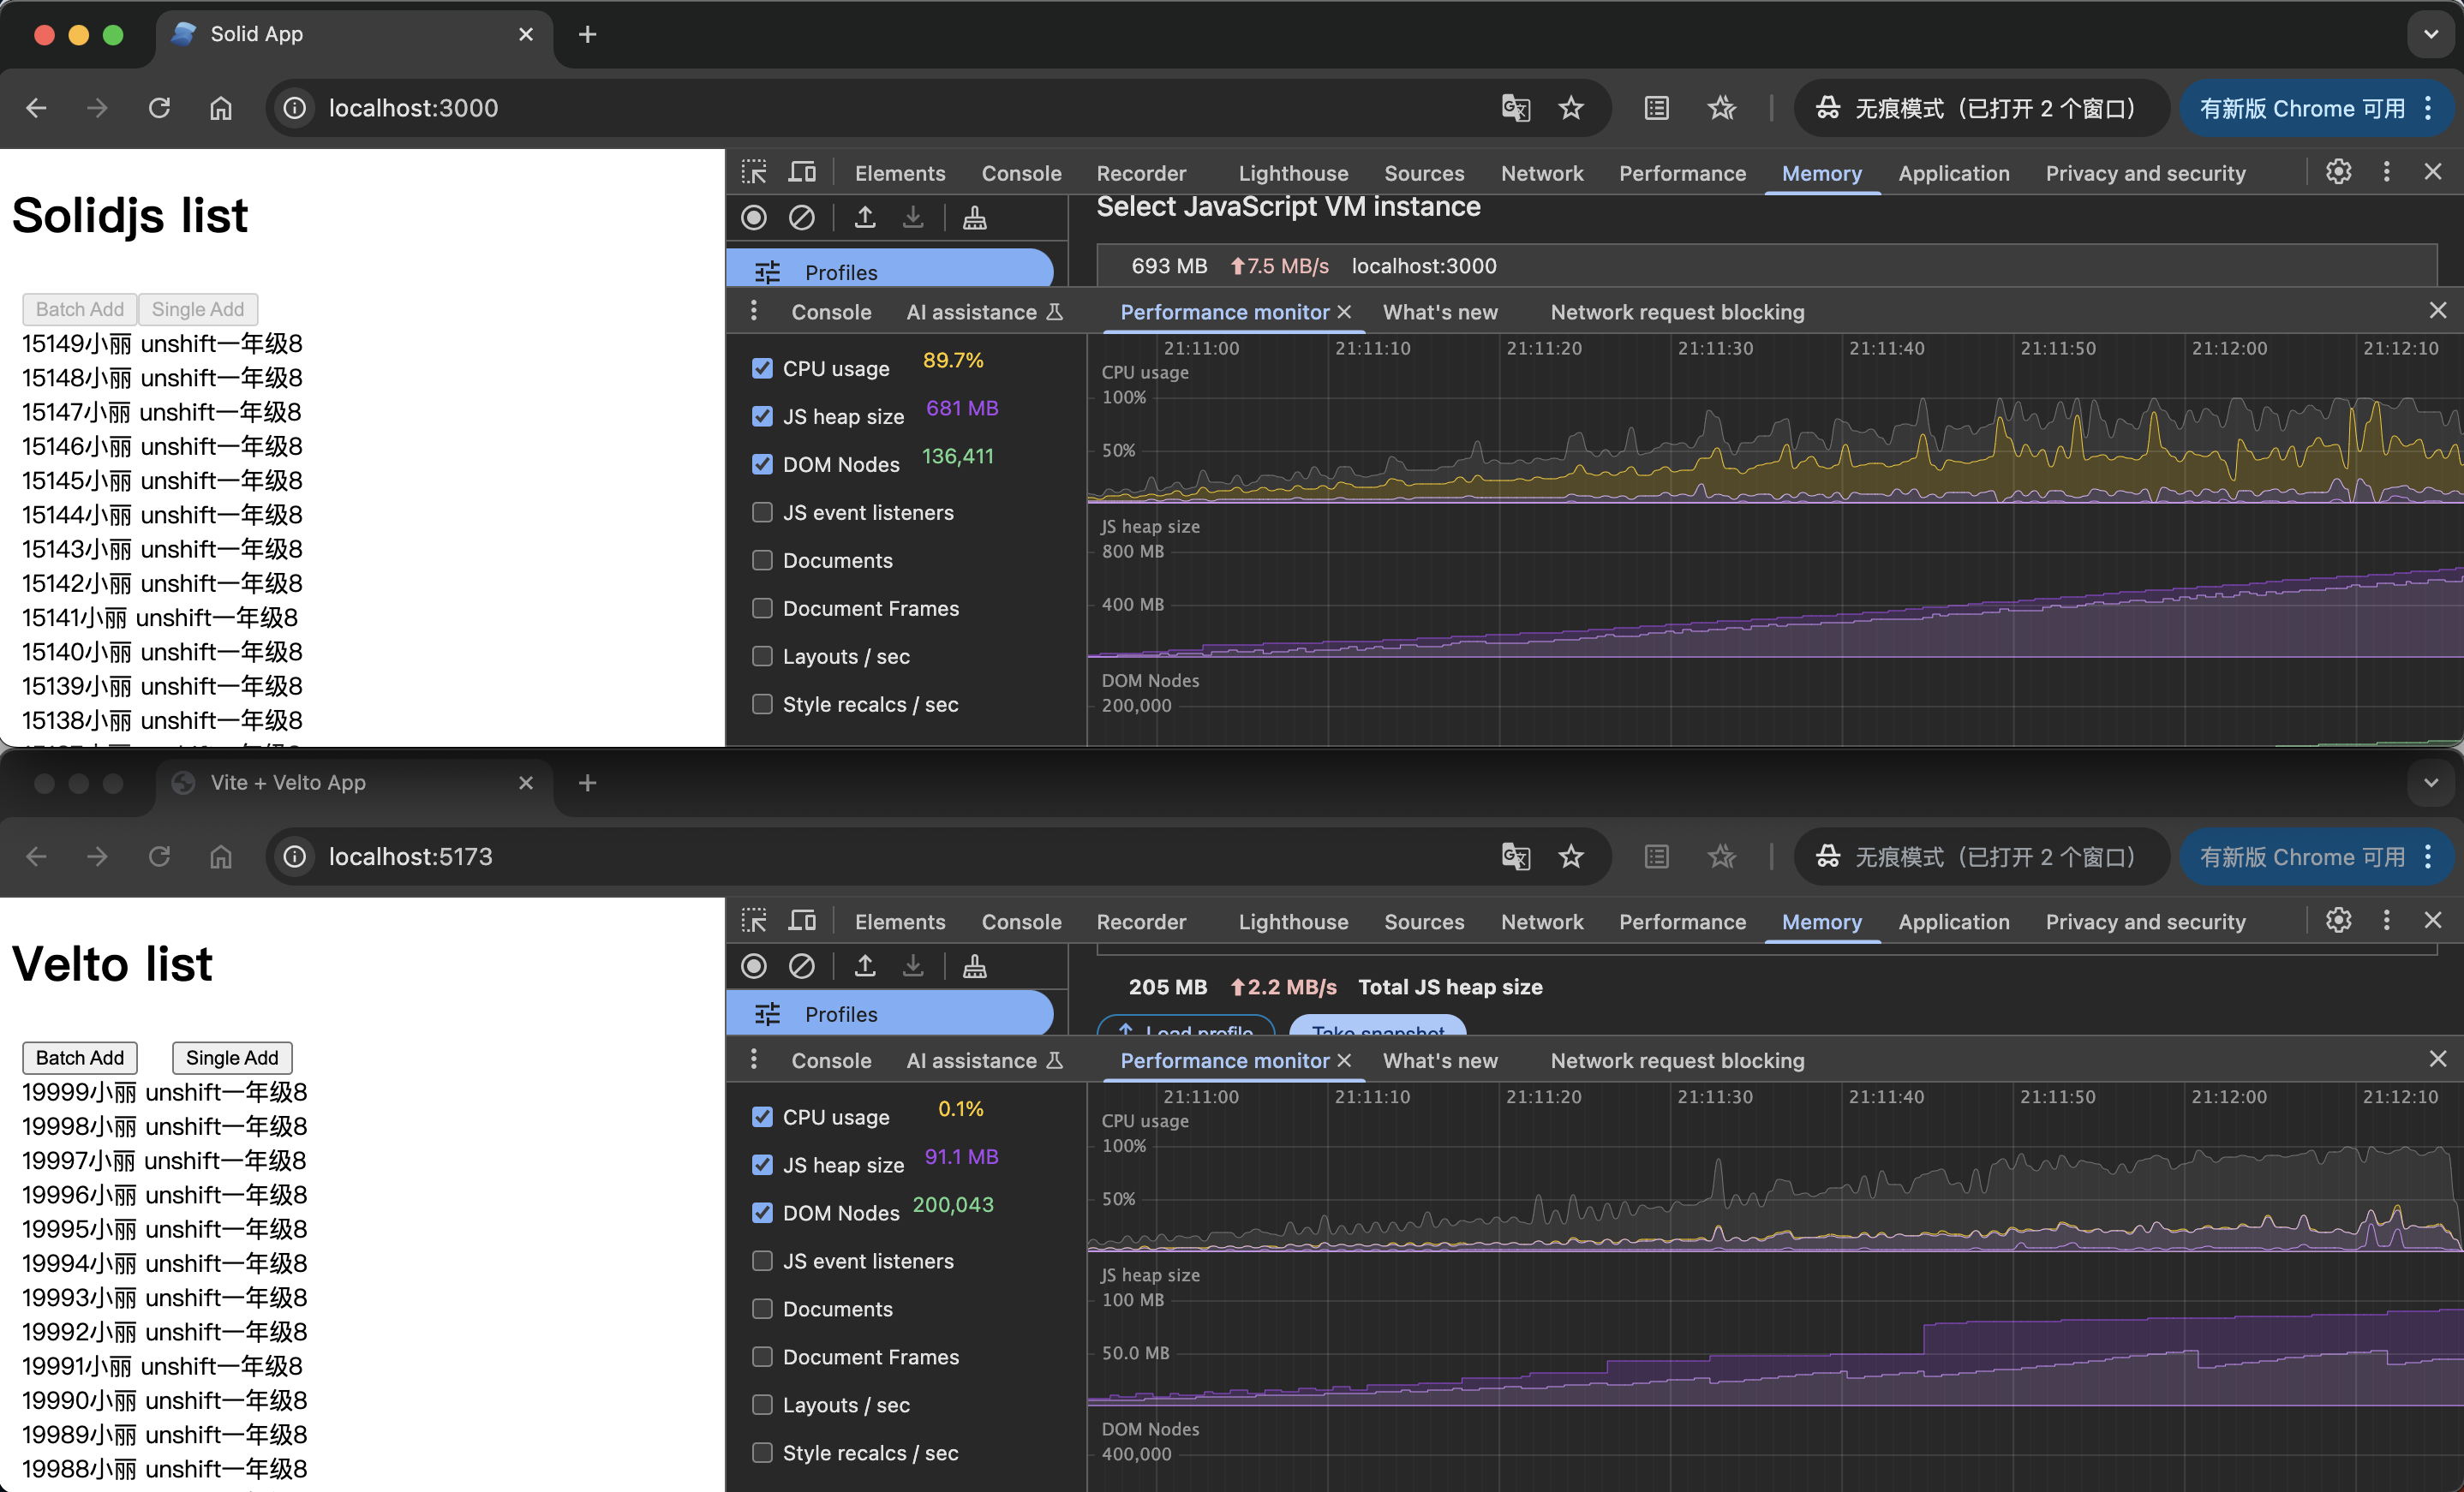 Solid App
localhost:3000
无痕模式（已打开 2 个窗口）
有新版 Chrome 可用
Solidjs list
Batch Add
Single Add
15149小丽 unshift一年级8
15148小丽 unshift一年级8
15147小丽 unshift一年级8
15146小丽 unshift一年级8
15145小丽 unshift一年级8
15144小丽 unshift一年级8
15143小丽 unshift一年级8
15142小丽 unshift一年级8
15141小丽 unshift一年级8
15140小丽 unshift一年级8
15139小丽 unshift一年级8
15138小丽 unshift一年级8
Elements Console Recorder Lighthouse Sources Network Performance Memory Application Privacy and security
Profiles
Select JavaScript VM instance
693 MB 7.5 MB/s localhost:3000
Console AI assistance Performance monitor What's new Network request blocking
CPU usage 89.7%
JS heap size 681 MB
DOM Nodes 136,411
JS event listeners
Documents
Document Frames
Layouts / sec
Style recalcs / sec
21:11:00 21:11:10 21:11:20 21:11:30 21:11:40 21:11:50 21:12:00 21:12:10
CPU usage
100%
50%
JS heap size
800 MB
400 MB
DOM Nodes
200,000
Vite + Velto App
localhost:5173
无痕模式（已打开 2 个窗口）
有新版 Chrome 可用
Velto list
Batch Add
Single Add
19999小丽 unshift一年级8
19998小丽 unshift一年级8
19997小丽 unshift一年级8
19996小丽 unshift一年级8
19995小丽 unshift一年级8
19994小丽 unshift一年级8
19993小丽 unshift一年级8
19992小丽 unshift一年级8
19991小丽 unshift一年级8
19990小丽 unshift一年级8
19989小丽 unshift一年级8
19988小丽 unshift一年级8
Elements Console Recorder Lighthouse Sources Network Performance Memory Application Privacy and security
Profiles
205 MB 2.2 MB/s Total JS heap size
Load profile
Take snapshot
Console AI assistance Performance monitor What's new Network request blocking
CPU usage 0.1%
JS heap size 91.1 MB
DOM Nodes 200,043
JS event listeners
Documents
Document Frames
Layouts / sec
Style recalcs / sec
21:11:00 21:11:10 21:11:20 21:11:30 21:11:40 21:11:50 21:12:00 21:12:10
CPU usage
100%
50%
JS heap size
100 MB
50.0 MB
DOM Nodes
400,000